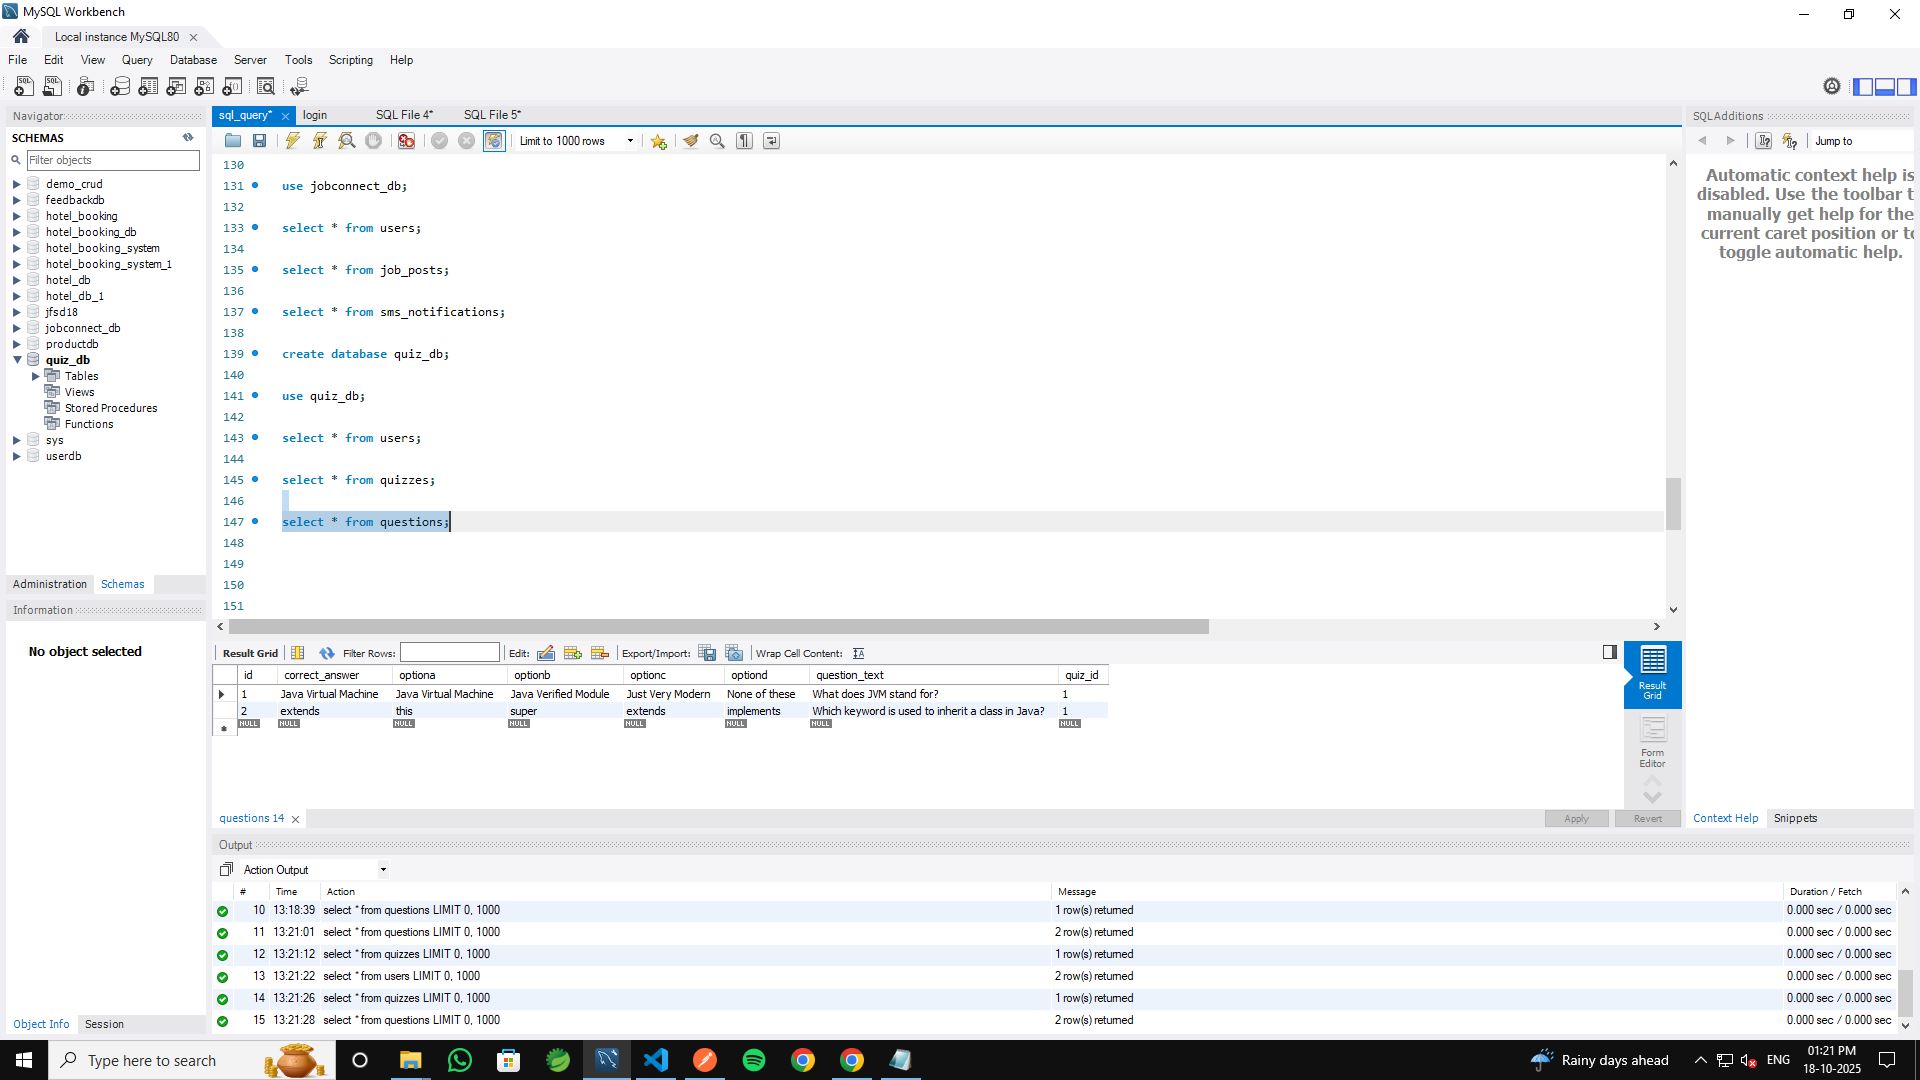 MySQL Workbench
Local instance MySQL80
File Edit View Query Database Server Tools Scripting Help
Navigator
SCHEMAS
Filter objects
demo_crud
feedbackdb
hotel_booking
hotel_booking_db
hotel_booking_system
hotel_booking_system_1
hotel_db
hotel_db_1
jfsd18
jobconnect_db
productdb
quiz_db
Tables
Views
Stored Procedures
Functions
sys
userdb
Administration Schemas
Information
No object selected
Object Info Session
sql_query* login SQL File 4* SQL File 5*
Limit to 1000 rows
130
131 use jobconnect_db;
132
133 select * from users;
134
135 select * from job_posts;
136
137 select * from sms_notifications;
138
139 create database quiz_db;
140
141 use quiz_db;
142
143 select * from users;
144
145 select * from quizzes;
146
147 select * from questions;
148
149
150
151
Result Grid Filter Rows: Edit: Export/Import: Wrap Cell Content:
id correct_answer optiona optionb optionc optiond question_text quiz_id
1 Java Virtual Machine Java Virtual Machine Java Verified Module Just Very Modern None of these What does JVM stand for? 1
2 extends this super extends implements Which keyword is used to inherit a class in Java? 1
NULL NULL NULL NULL NULL NULL NULL NULL
Result
Grid
Form
Editor
questions 14
Apply Revert
SQLAdditions
Jump to
Automatic context help is
disabled. Use the toolbar t
manually get help for the
current caret position or to
toggle automatic help.
Context Help Snippets
Output
Action Output
# Time Action Message Duration / Fetch
10 13:18:39 select * from questions LIMIT 0, 1000 1 row(s) returned 0.000 sec / 0.000 sec
11 13:21:01 select * from questions LIMIT 0, 1000 2 row(s) returned 0.000 sec / 0.000 sec
12 13:21:12 select * from quizzes LIMIT 0, 1000 1 row(s) returned 0.000 sec / 0.000 sec
13 13:21:22 select * from users LIMIT 0, 1000 2 row(s) returned 0.000 sec / 0.000 sec
14 13:21:26 select * from quizzes LIMIT 0, 1000 1 row(s) returned 0.000 sec / 0.000 sec
15 13:21:28 select * from questions LIMIT 0, 1000 2 row(s) returned 0.000 sec / 0.000 sec
Type here to search
Rainy days ahead
ENG
01:21 PM
18-10-2025